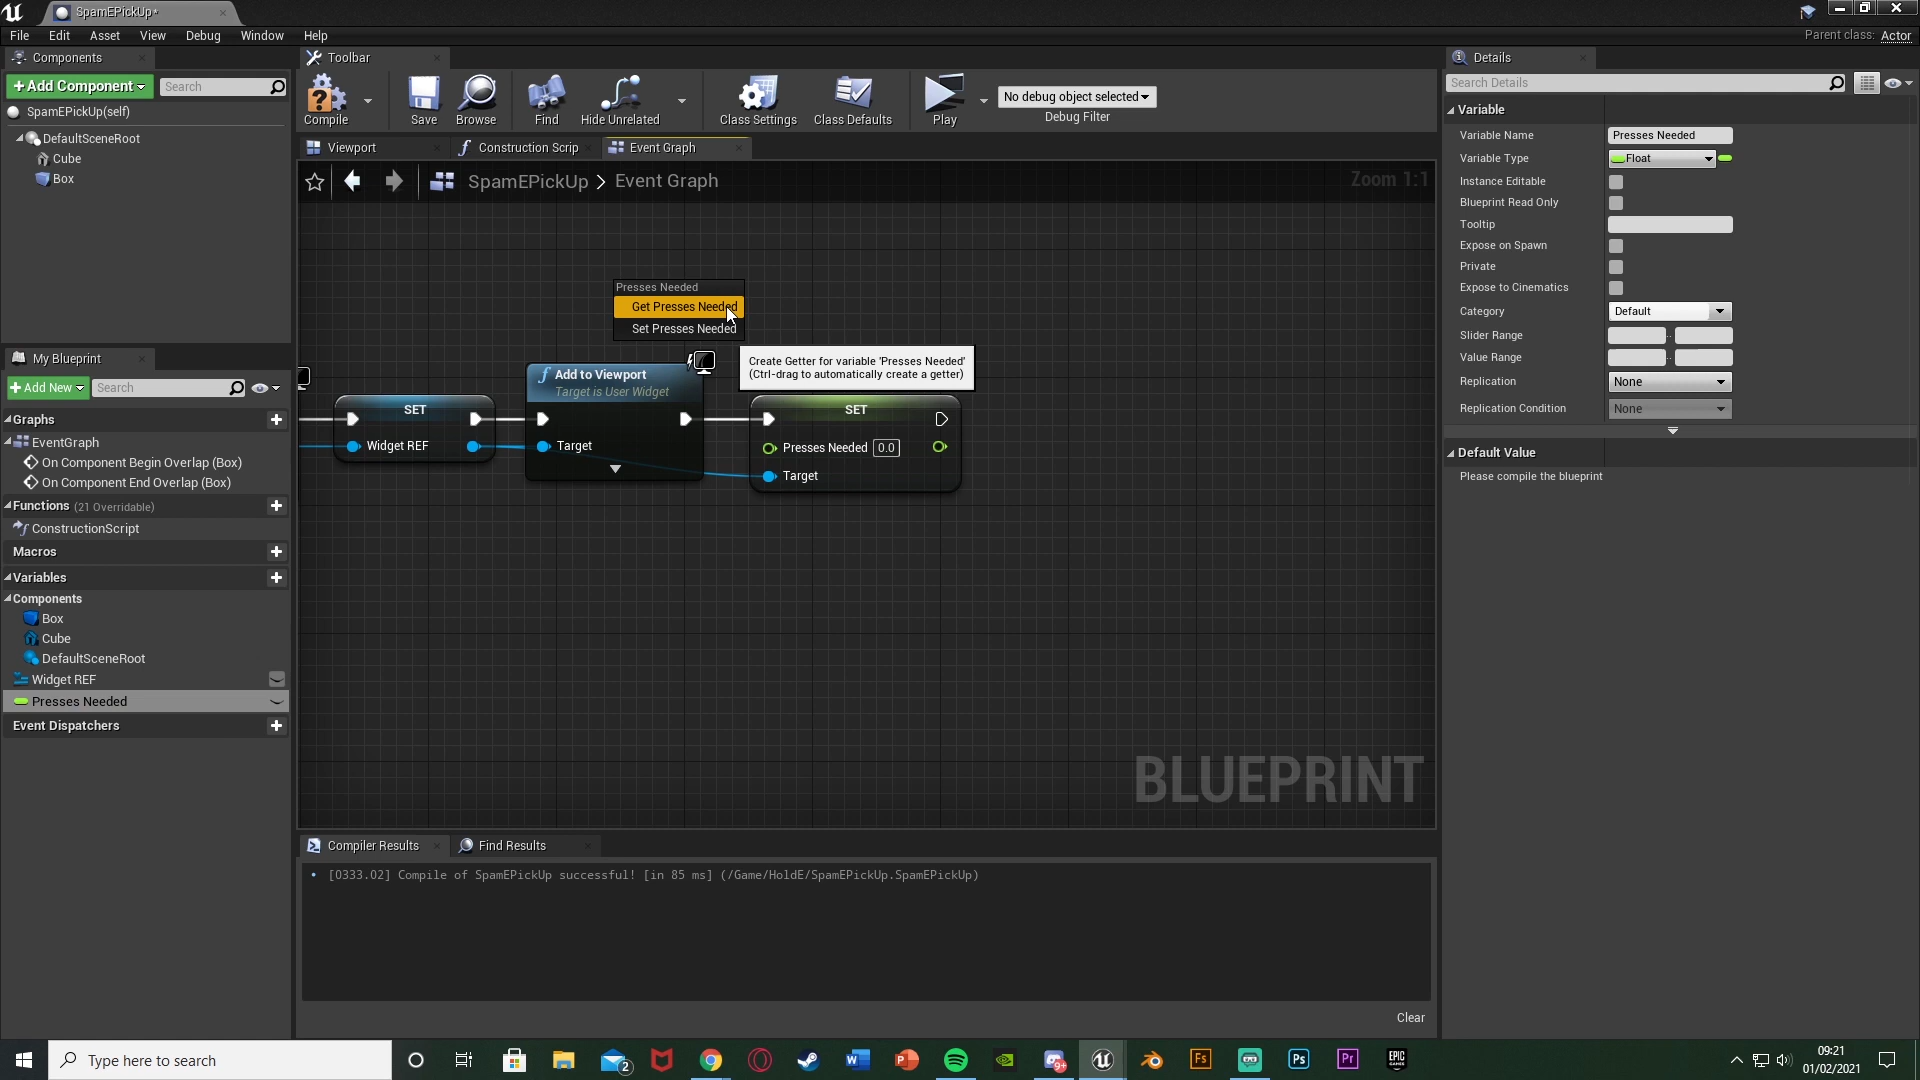 SpamEPickUp*
File Edit Asset View Debug Window Help
Parent class: Actor
Components
+Add Component
Search
SpamEPickUp(self)
DefaultSceneRoot
Cube
Box
Toolbar
Compile
Save
Browse
Find
Hide Unrelated
Class Settings
Class Defaults
Play
No debug object selected
Debug Filter
Viewport
Construction Scrip
Event Graph
SpamEPickUp > Event Graph
Zoom 1:1
Presses Needed
Get Presses Needed
Set Presses Needed
Create Getter for variable 'Presses Needed'
(Ctrl-drag to automatically create a getter)
SET
Widget REF
Add to Viewport
Target is User Widget
Target
SET
Presses Needed 0.0
Target
BLUEPRINT
My Blueprint
+Add New
Search
Graphs
EventGraph
On Component Begin Overlap (Box)
On Component End Overlap (Box)
Functions (21 Overridable)
ConstructionScript
Macros
Variables
Components
Box
Cube
DefaultSceneRoot
Widget REF
Presses Needed
Event Dispatchers
Compiler Results
Find Results
• [0333.02] Compile of SpamEPickUp successful! [in 85 ms] (/Game/HoldE/SpamEPickUp.SpamEPickUp)
Clear
Details
Search Details
Variable
Variable Name Presses Needed
Variable Type Float
Instance Editable
Blueprint Read Only
Tooltip
Expose on Spawn
Private
Expose to Cinematics
Category Default
Slider Range
Value Range
Replication None
Replication Condition None
Default Value
Please compile the blueprint
Type here to search
2
W
P
9+
Fs
Ps
Pr
EPIC
GAMES
09:21
01/02/2021